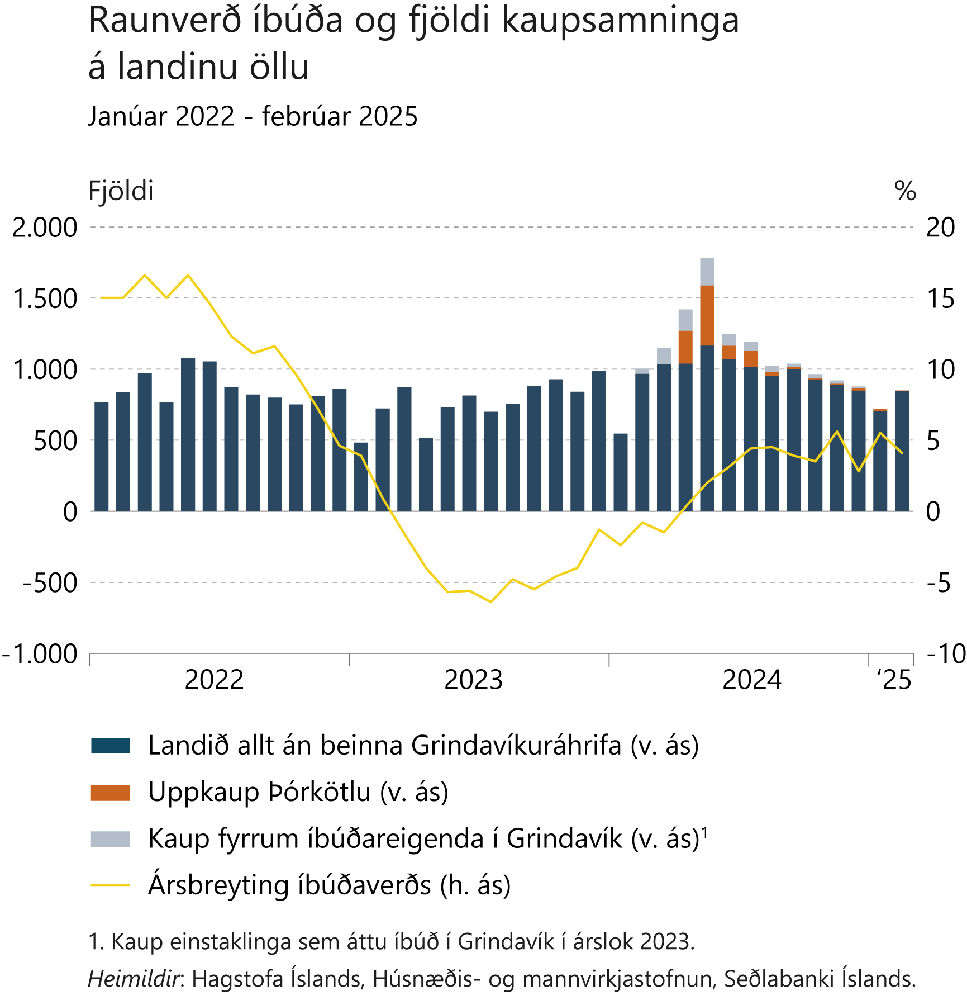 Raunverð íbúða og fjöldi kaupsamninga
á landinu öllu
Janúar 2022 - febrúar 2025
Fjöldi %
2.000 20
1.500 15
1.000 10
500 5
0 0
-500 -5
-1.000 -10
2022 2023 2024 ‘25
Landið allt án beinna Grindavíkuráhrifa (v. ás)
Uppkaup Þórkötlu (v. ás)
Kaup fyrrum íbúðareigenda í Grindavík (v. ás)¹
Ársbreyting íbúðaverðs (h. ás)
1. Kaup einstaklinga sem áttu íbúð í Grindavík í árslok 2023.
Heimildir: Hagstofa Íslands, Húsnæðis- og mannvirkjastofnun, Seðlabanki Íslands.